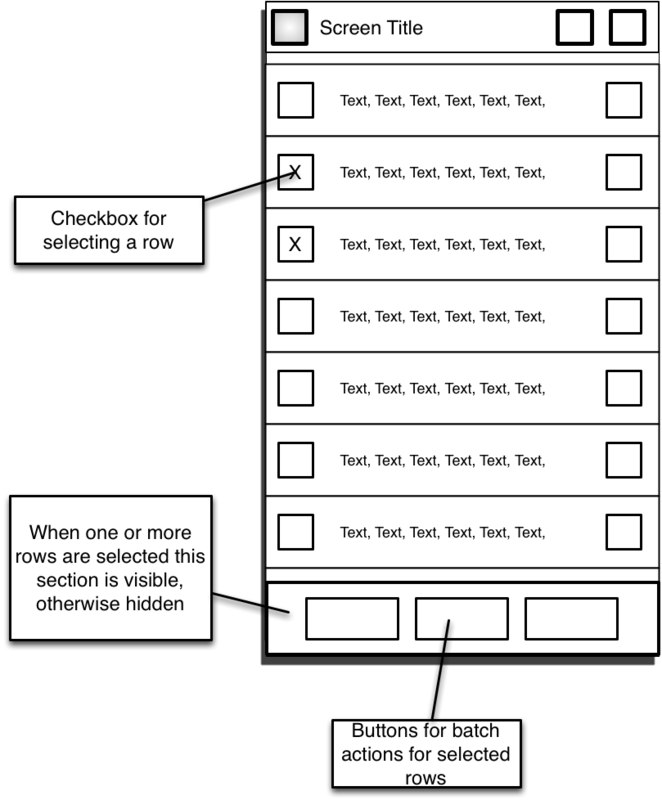 Screen Title
Text, Text, Text, Text, Text, Text,
X
Text, Text, Text, Text, Text, Text,
Checkbox for
selecting a row
X
Text, Text, Text, Text, Text, Text,
Text, Text, Text, Text, Text, Text,
Text, Text, Text, Text, Text, Text,
Text, Text, Text, Text, Text, Text,
Text, Text, Text, Text, Text, Text,
When one or more
rows are selected this
section is visible,
otherwise hidden
Buttons for batch
actions for selected
rows